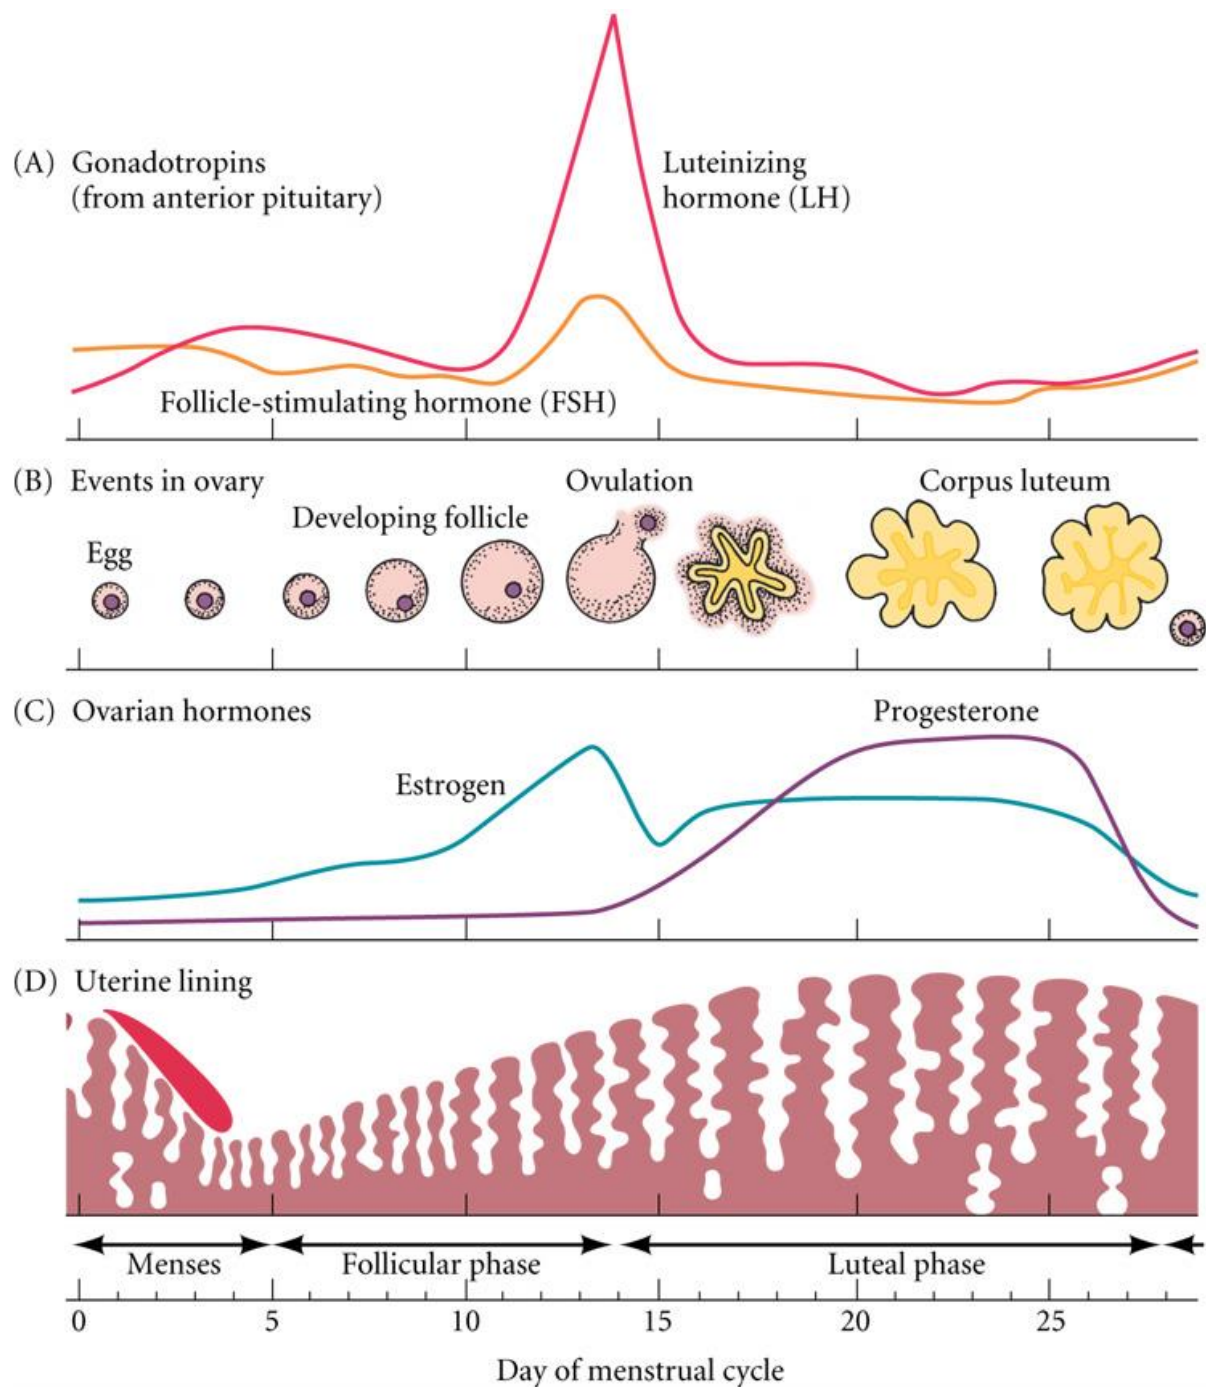 (A) Gonadotropins
(from anterior pituitary)
Luteinizing
hormone (LH)
Follicle-stimulating hormone (FSH)
(B) Events in ovary
Ovulation
Corpus luteum
Developing follicle
Egg
(C) Ovarian hormones
Progesterone
Estrogen
(D) Uterine lining
Menses
Follicular phase
Luteal phase
0 5 10 15 20 25
Day of menstrual cycle